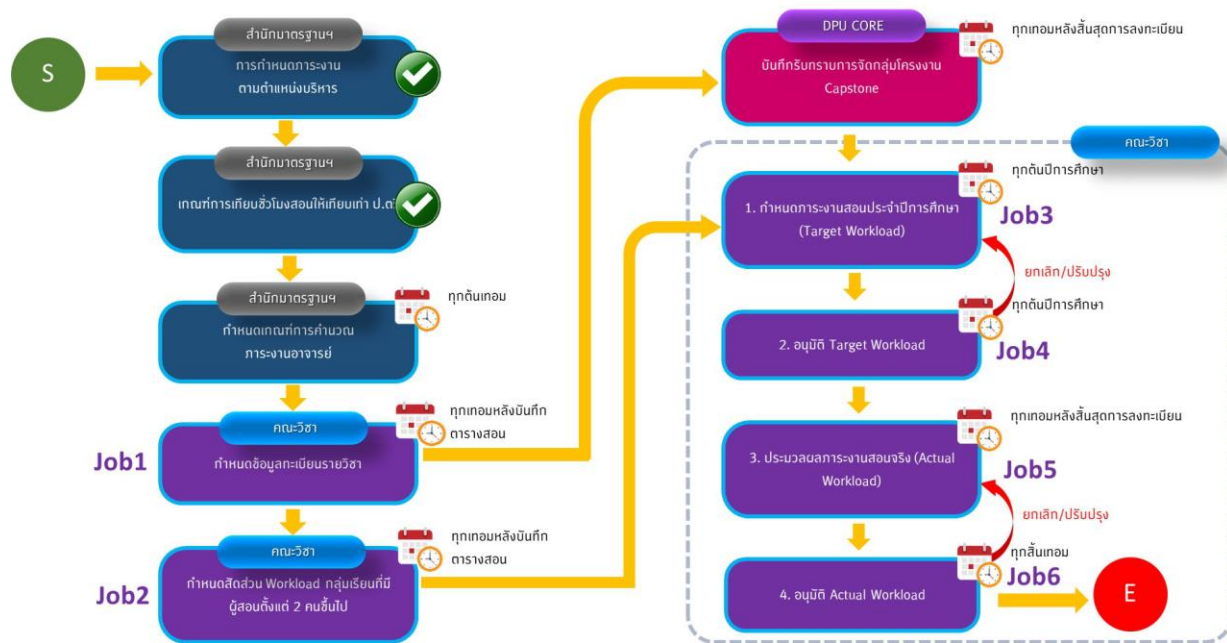 S
สำนักมาตรฐานฯ
การกำหนดภาระงาน
ตามตำแหน่งบริหาร
สำนักมาตรฐานฯ
เกณฑ์การเทียบชั่วโมงสอนให้เทียบเท่า ป.ตรี
สำนักมาตรฐานฯ
ทุกต้นเทอม
กำหนดเกณฑ์การคำนวณ
ภาระงานอาจารย์
คณะวิชา
ทุกเทอมหลังบันทึก
ตารางสอน
Job1
กำหนดข้อมูลทะเบียนรายวิชา
คณะวิชา
ทุกเทอมหลังบันทึก
ตารางสอน
Job2
กำหนดสัดส่วน Workload กลุ่มเรียนที่มี
ผู้สอนตั้งแต่ 2 คนขึ้นไป
DPU CORE
ทุกเทอมหลังสิ้นสุดการลงทะเบียน
บันทึกรับทราบการจัดกลุ่มโครงงาน
Capstone
คณะวิชา
ทุกต้นปีการศึกษา
1. กำหนดภาระงานสอนประจำปีการศึกษา
(Target Workload)
Job3
ยกเลิก/ปรับปรุง
ทุกต้นปีการศึกษา
2. อนุมัติ Target Workload
Job4
ทุกเทอมหลังสิ้นสุดการลงทะเบียน
3. ประมวลผลภาระงานสอนจริง (Actual
Workload)
Job5
ยกเลิก/ปรับปรุง
ทุกสิ้นเทอม
Job6
4. อนุมัติ Actual Workload
E